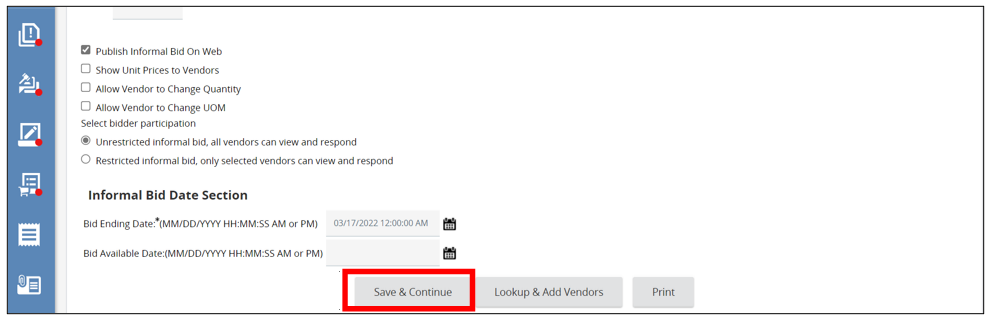 Publish Informal Bid On Web
Show Unit Prices to Vendors
Allow Vendor to Change Quantity
Allow Vendor to Change UOM
Select bidder participation
Unrestricted informal bid, all vendors can view and respond
Restricted informal bid, only selected vendors can view and respond
Informal Bid Date Section
Bid Ending Date:*(MM/DD/YYYY HH:MM:SS AM or PM) 03/17/2022 12:00:00 AM
Bid Available Date:(MM/DD/YYYY HH:MM:SS AM or PM)
Save & Continue Lookup & Add Vendors Print